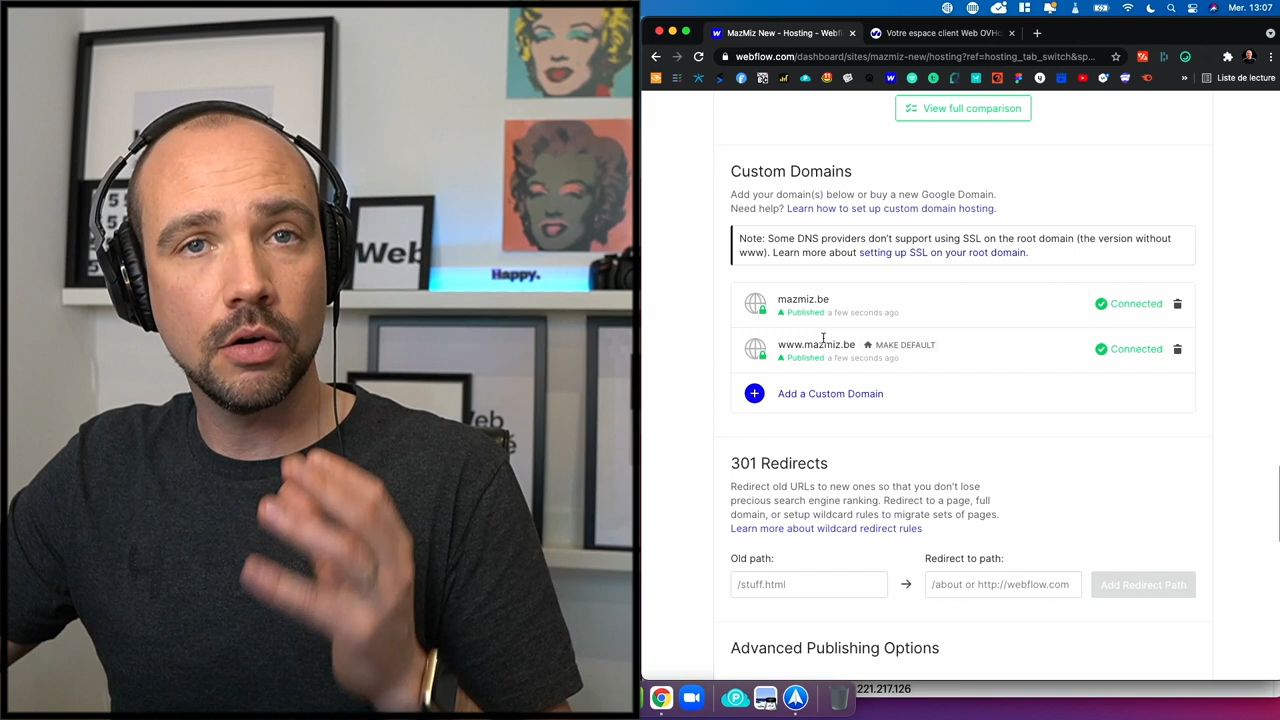 Mer. 13:07
MazMiz New - Hosting - Webfl
Votre espace client Web OVHc
webflow.com/dashboard/sites/mazmiz-new/hosting?ref=hosting_tab_switch&sp...
Liste de lecture
View full comparison
Custom Domains
Add your domain(s) below or buy a new Google Domain.
Need help? Learn how to set up custom domain hosting.
Note: Some DNS providers don't support using SSL on the root domain (the version without
www). Learn more about setting up SSL on your root domain.
mazmiz.be
Published a few seconds ago
Connected
www.mazmiz.be MAKE DEFAULT
Published a few seconds ago
Connected
Add a Custom Domain
301 Redirects
Redirect old URLs to new ones so that you don't lose
precious search engine ranking. Redirect to a page, full
domain, or setup wildcard rules to migrate sets of pages.
Learn more about wildcard redirect rules
Old path:
Redirect to path:
/stuff.html
/about or http://webflow.com
Add Redirect Path
Advanced Publishing Options
221.217.126
Web
Happy.